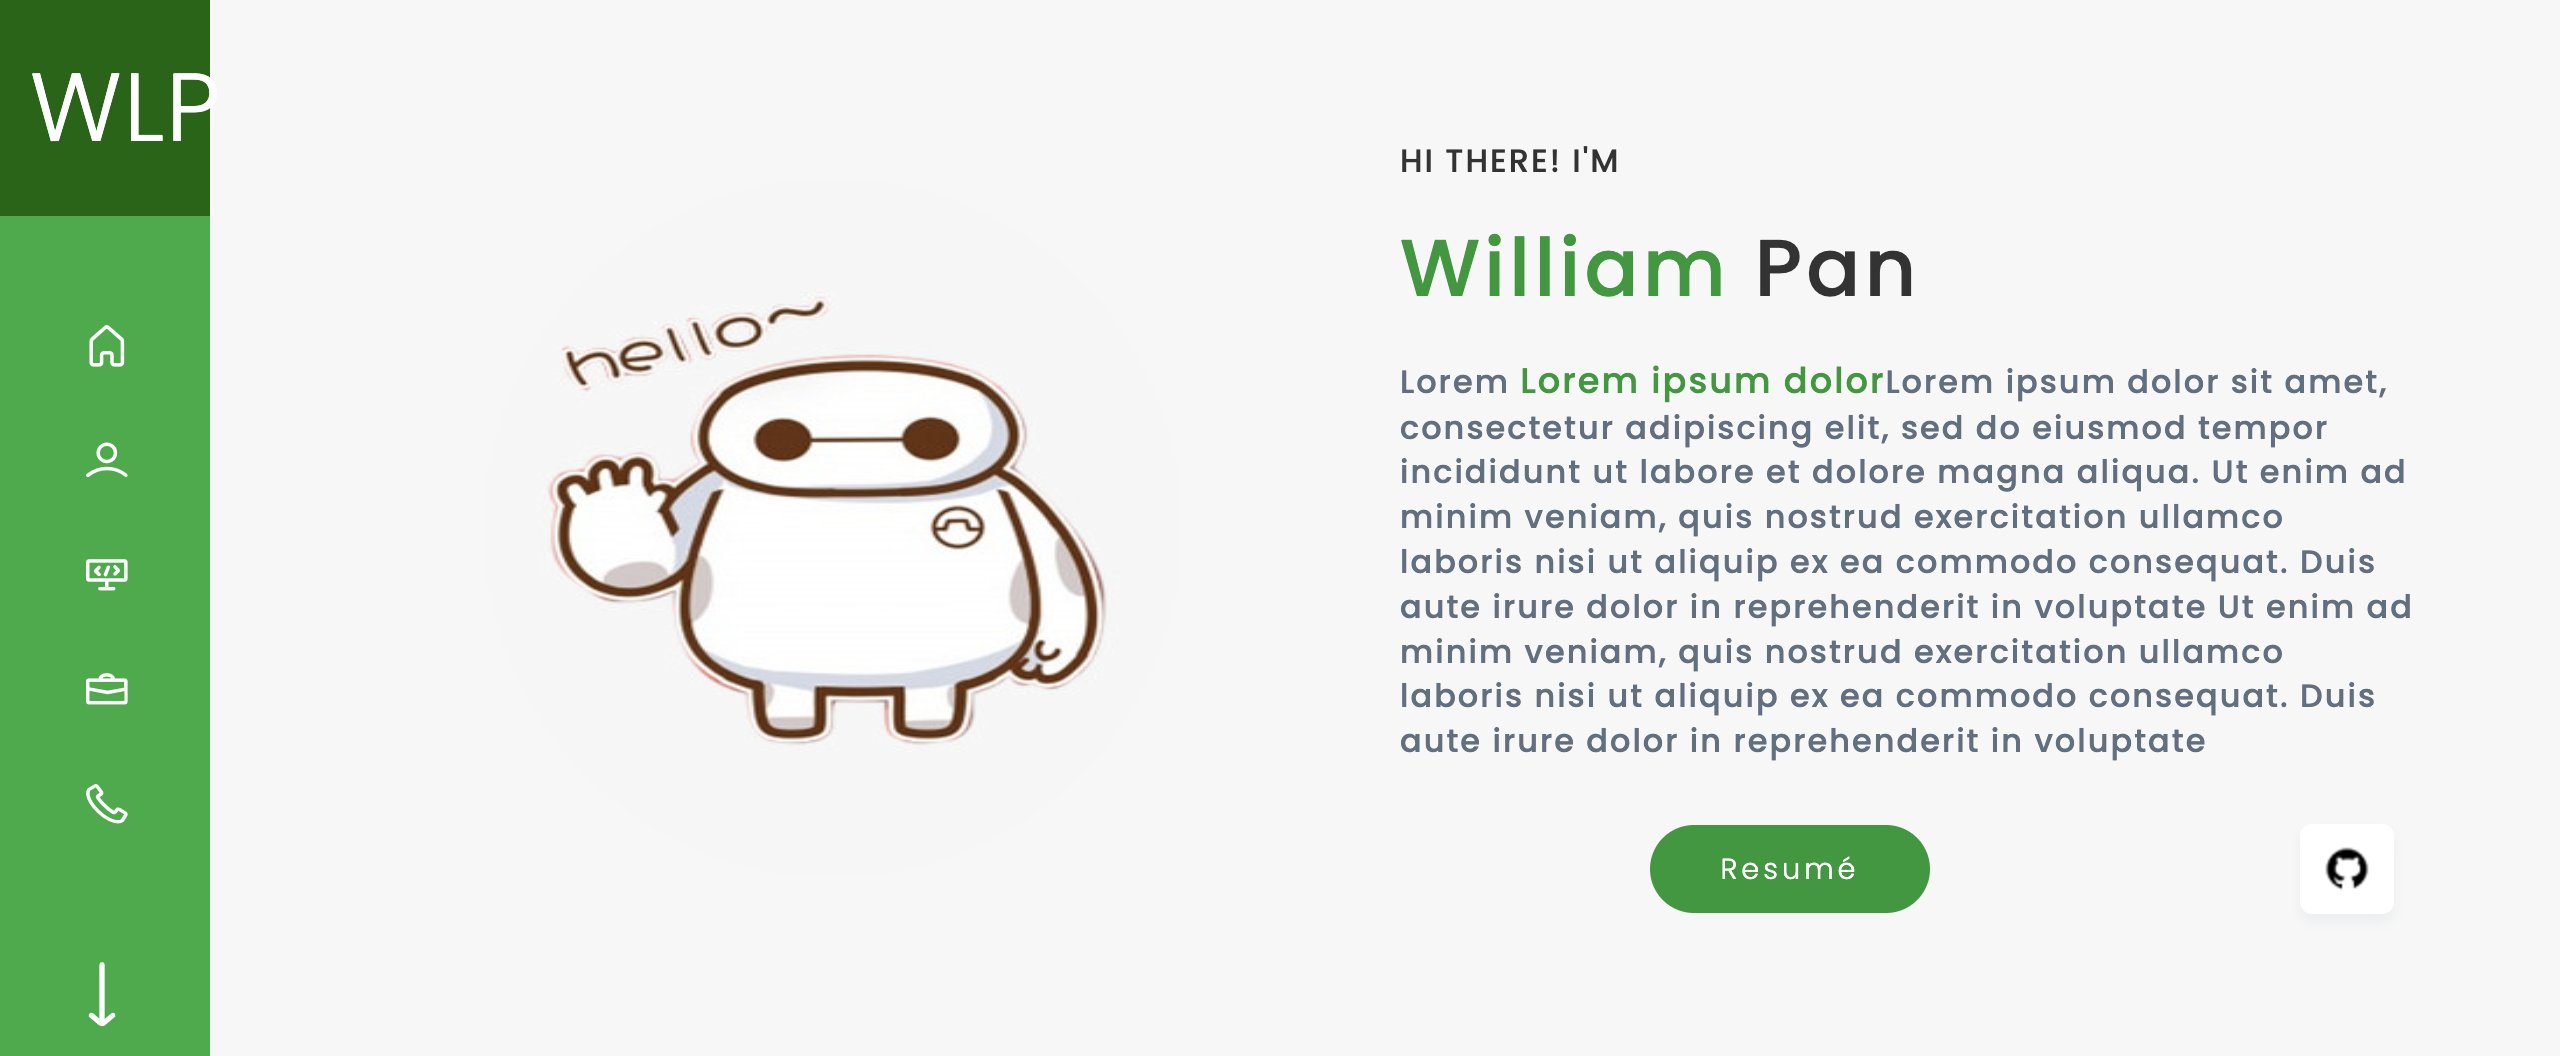 WLP
hello~
HI THERE! I'M
William Pan
Lorem Lorem ipsum dolorLorem ipsum dolor sit amet,
consectetur adipiscing elit, sed do eiusmod tempor
incididunt ut labore et dolore magna aliqua. Ut enim ad
minim veniam, quis nostrud exercitation ullamco
laboris nisi ut aliquip ex ea commodo consequat. Duis
aute irure dolor in reprehenderit in voluptate Ut enim ad
minim veniam, quis nostrud exercitation ullamco
laboris nisi ut aliquip ex ea commodo consequat. Duis
aute irure dolor in reprehenderit in voluptate
Resumé